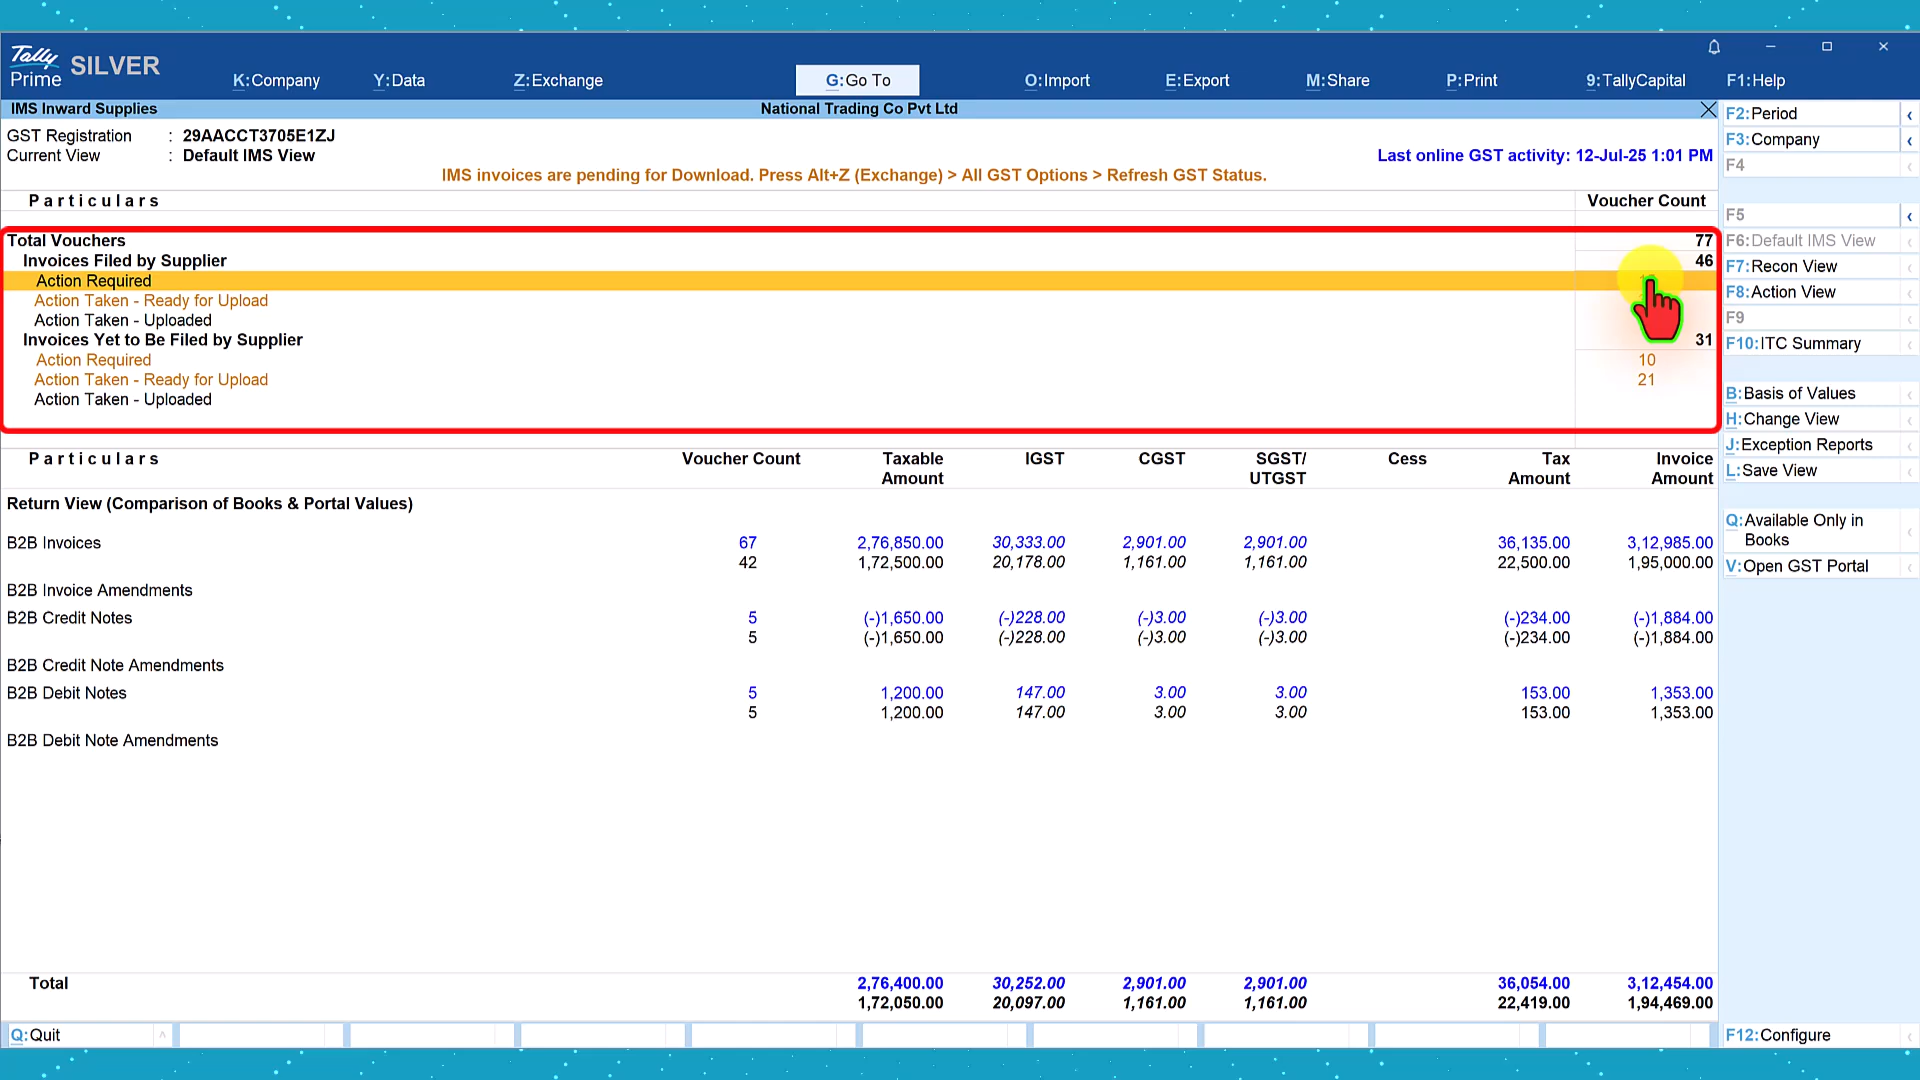 Tally Prime SILVER
K:Company Y:Data Z:Exchange G:Go To O:Import E:Export M:Share P:Print 9:TallyCapital F1:Help
IMS Inward Supplies National Trading Co Pvt Ltd
GST Registration : 29AACCT3705E1ZJ
Current View : Default IMS View Last online GST activity: 12-Jul-25 1:01 PM
IMS invoices are pending for Download. Press Alt+Z (Exchange) > All GST Options > Refresh GST Status.
Particulars Voucher Count
Total Vouchers 77
Invoices Filed by Supplier 46
Action Required
Action Taken - Ready for Upload
Action Taken - Uploaded
Invoices Yet to Be Filed by Supplier 31
Action Required 10
Action Taken - Ready for Upload 21
Action Taken - Uploaded
Particulars Voucher Count Taxable Amount IGST CGST SGST/ UTGST Cess Tax Amount Invoice Amount
Return View (Comparison of Books & Portal Values)
B2B Invoices 67 2,76,850.00 30,333.00 2,901.00 2,901.00 36,135.00 3,12,985.00
42 1,72,500.00 20,178.00 1,161.00 1,161.00 22,500.00 1,95,000.00
B2B Invoice Amendments
B2B Credit Notes 5 (-)1,650.00 (-)228.00 (-)3.00 (-)3.00 (-)234.00 (-)1,884.00
5 (-)1,650.00 (-)228.00 (-)3.00 (-)3.00 (-)234.00 (-)1,884.00
B2B Credit Note Amendments
B2B Debit Notes 5 1,200.00 147.00 3.00 3.00 153.00 1,353.00
5 1,200.00 147.00 3.00 3.00 153.00 1,353.00
B2B Debit Note Amendments
Total 2,76,400.00 30,252.00 2,901.00 2,901.00 36,054.00 3,12,454.00
1,72,050.00 20,097.00 1,161.00 1,161.00 22,419.00 1,94,469.00
Q:Quit
F2:Period
F3:Company
F4
F5
F6:Default IMS View
F7:Recon View
F8:Action View
F9
F10:ITC Summary
B:Basis of Values
H:Change View
J:Exception Reports
L:Save View
Q:Available Only in
Books
V:Open GST Portal
F12:Configure